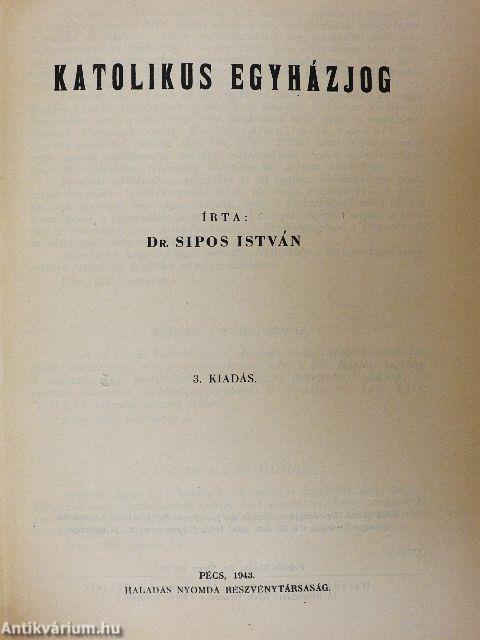 KATOLIKUS EGYHÁZJOG
ÍRTA:
DR. SIPOS ISTVÁN
3. KIADÁS.
PÉCS, 1943.
HALADÁS NYOMDA RÉSZVÉNYTÁRSASÁG.
Antikvárium.hu